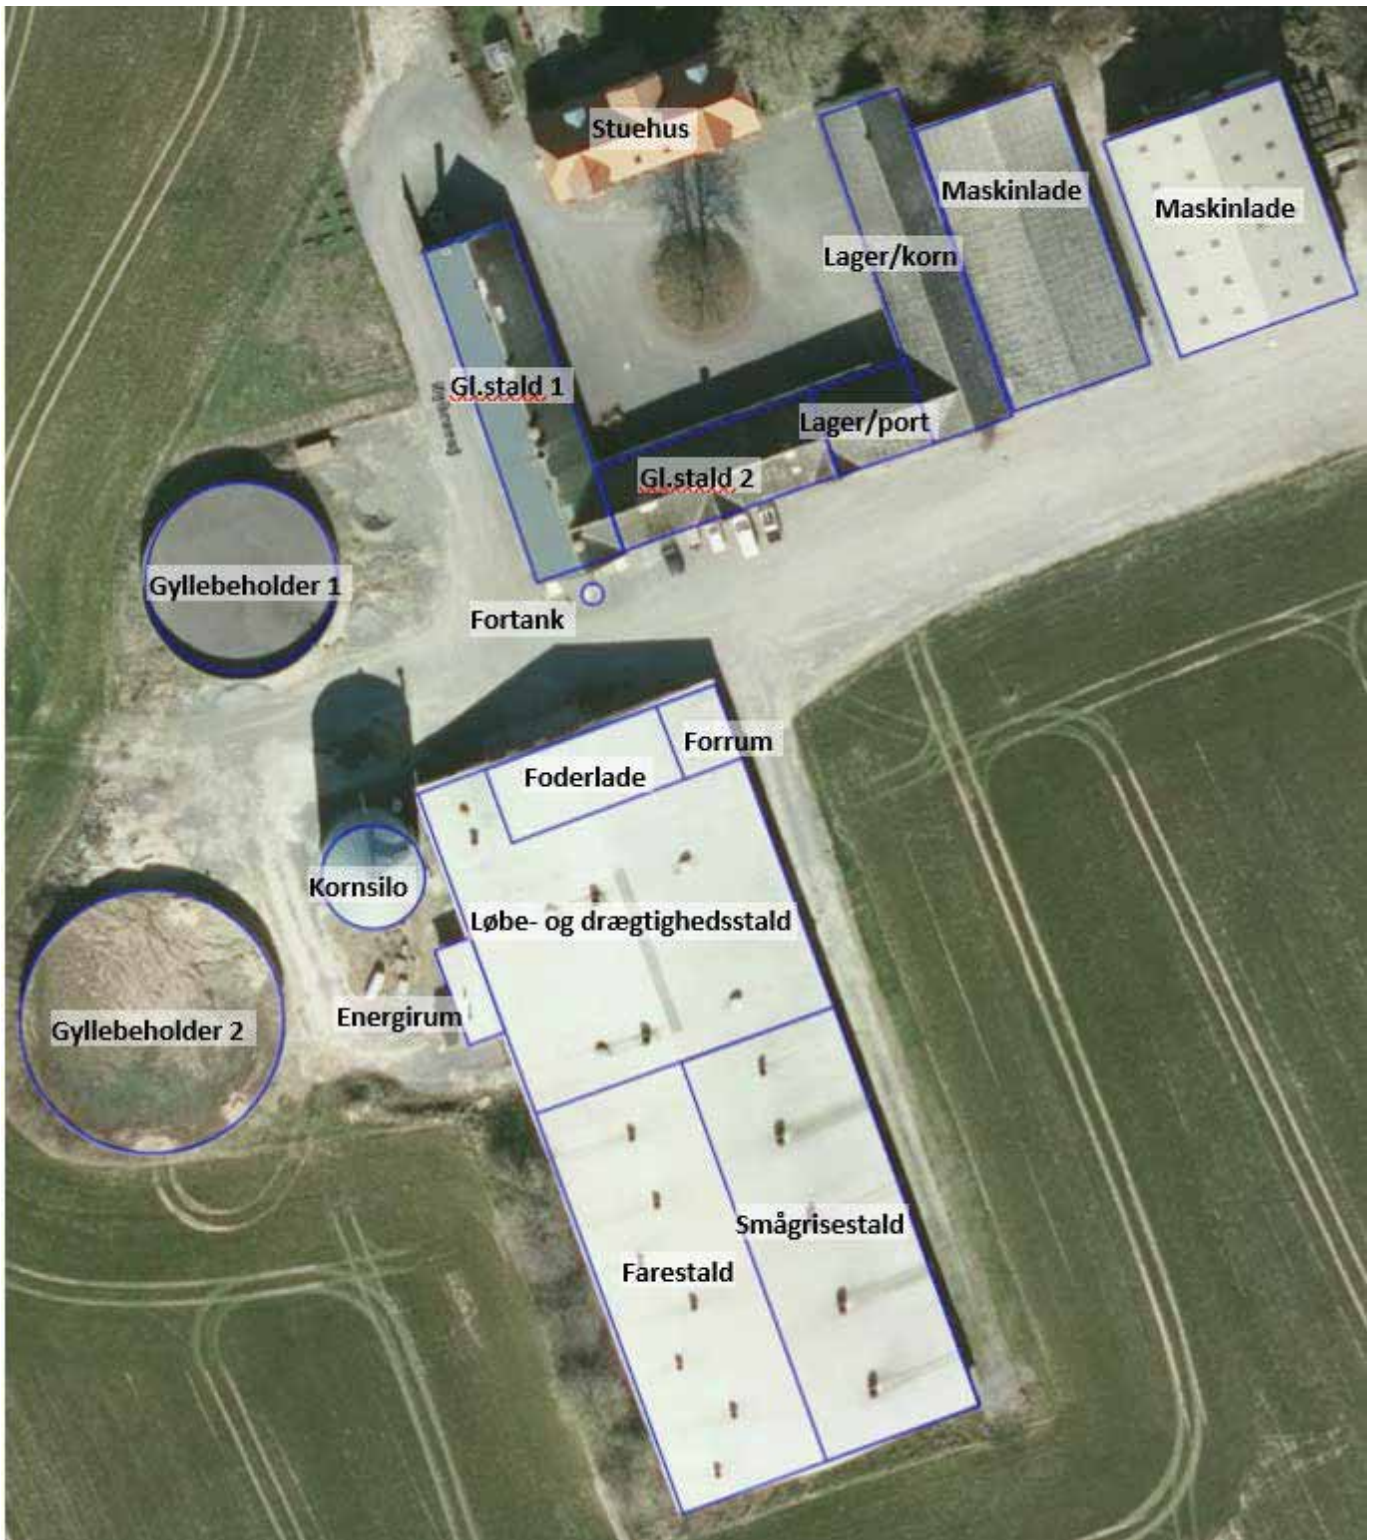 Stuehus
Maskinlade
Maskinlade
Lager/korn
Gl.stald 1
Lager/port
Gl.stald 2
Gyllebeholder 1
Fortank
Forrum
Foderlade
Kornsilo
Løbe- og drægtighedsstald
Energirum
Gyllebeholder 2
Smågrisestald
Farestald